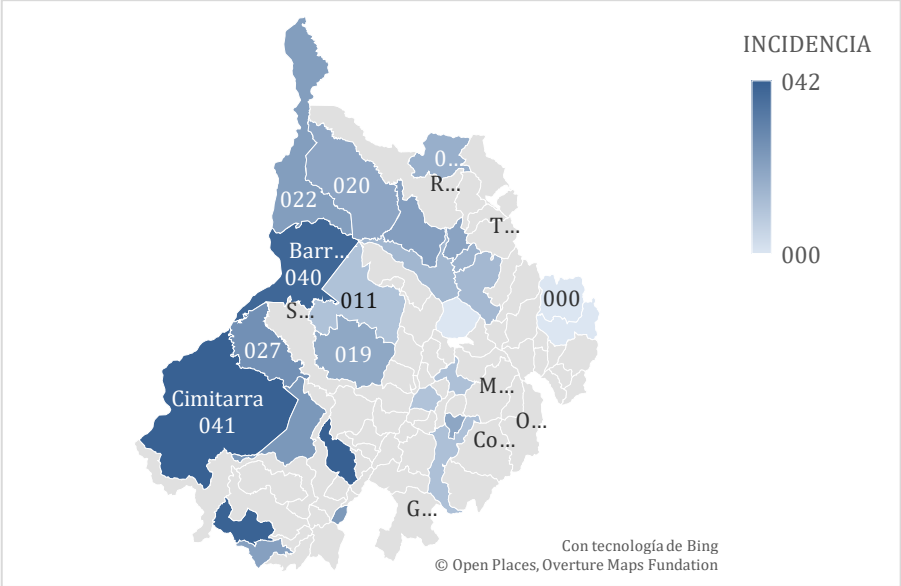 INCIDENCIA
042
000
0...
R...
020
022
T...
Barr...
040
000
011
S...
027
019
M...
Cimitarra
041
O...
Co...
G...
Con tecnología de Bing
© Open Places, Overture Maps Foundation